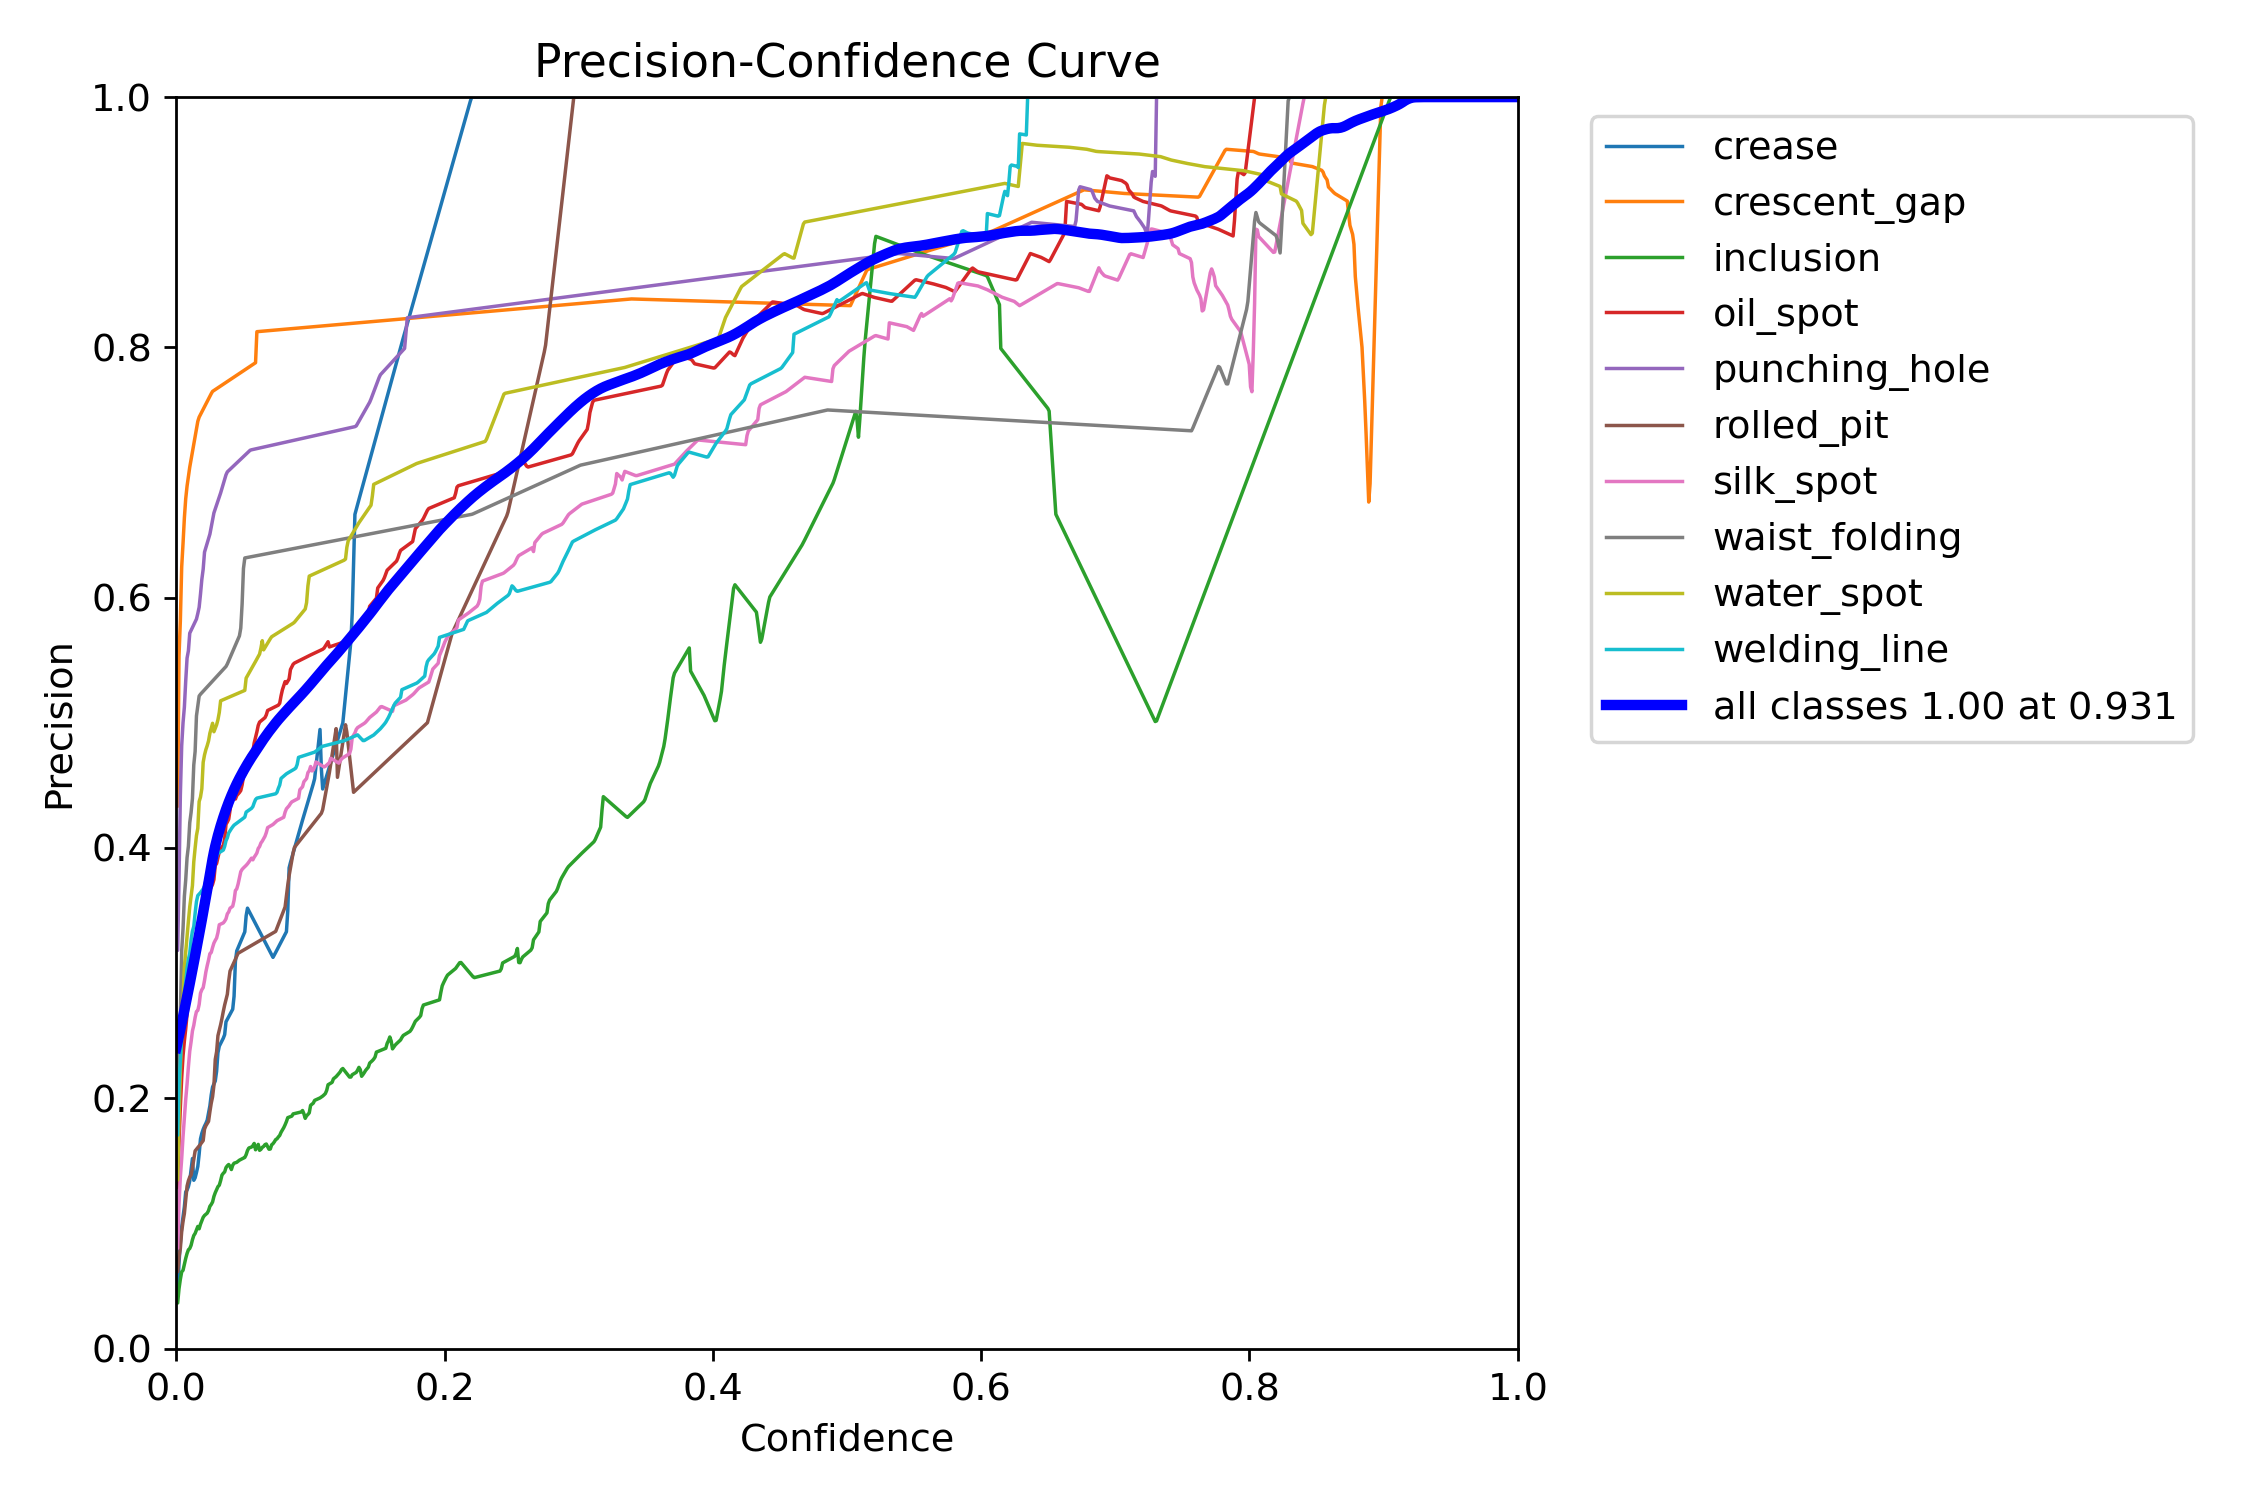 Precision-Confidence Curve
1.0
0.8
0.6
0.4
0.2
0.0
Precision
0.0 0.2 0.4 0.6 0.8 1.0
Confidence
crease
crescent_gap
inclusion
oil_spot
punching_hole
rolled_pit
silk_spot
waist_folding
water_spot
welding_line
all classes 1.00 at 0.931